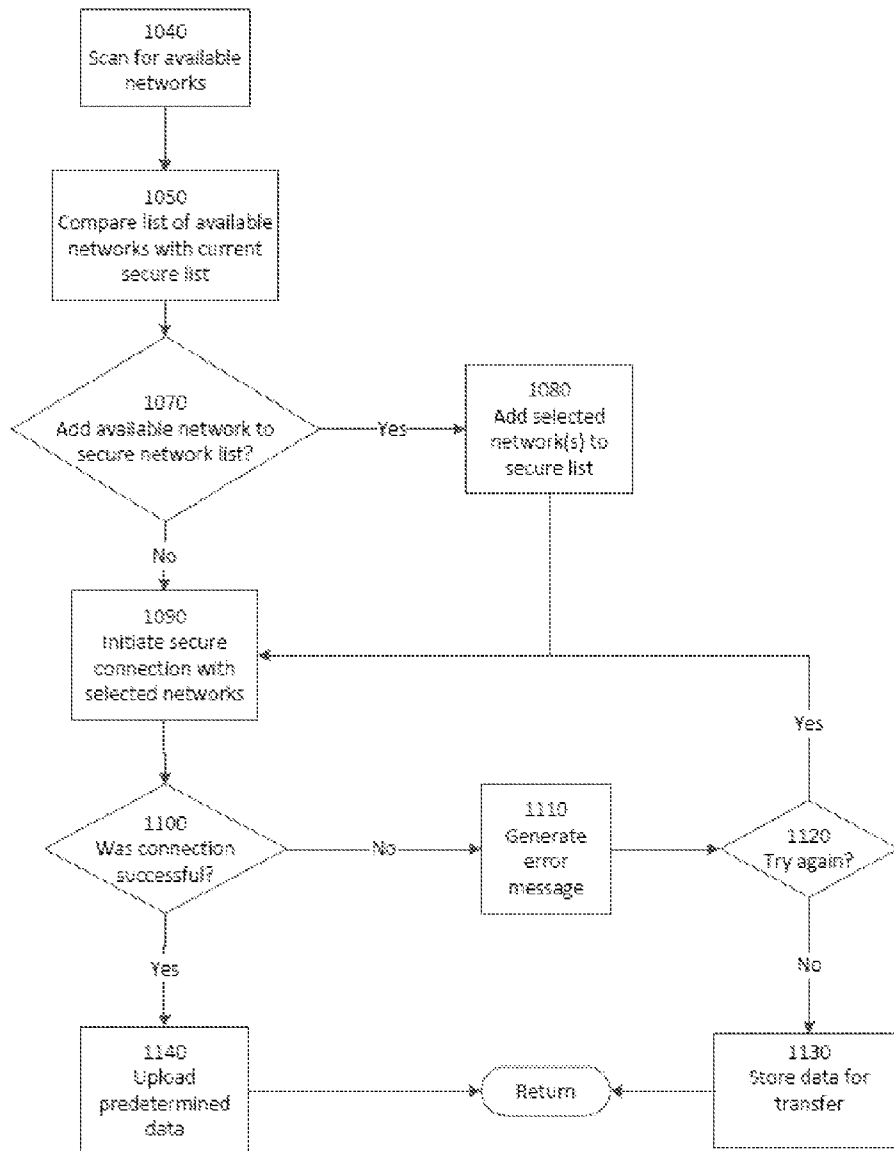 1040
Scan for available
networks
1050
Compare list of available
networks with current
secure list
1070
Add available network to
secure network list?
Yes
1080
Add selected
network(s) to
secure list
No
1090
Initiate secure
connection with
selected networks
Yes
1100
Was connection
successful?
No
1110
Generate
error
message
1120
Try again?
Yes
No
1140
Upload
predetermined
data
Return
1130
Store data for
transfer